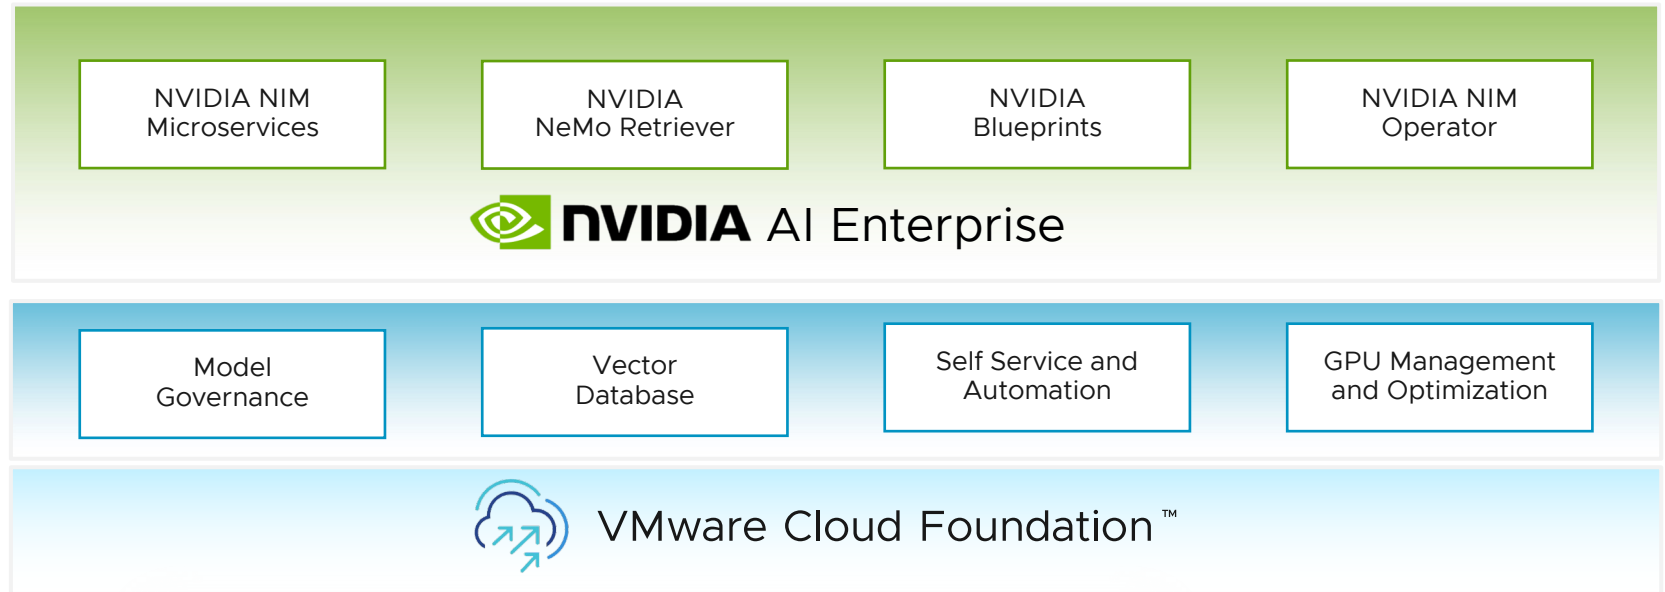 NVIDIA NIM
Microservices
NVIDIA
NeMo Retriever
NVIDIA
Blueprints
NVIDIA NIM
Operator
NVIDIA AI Enterprise
Model
Governance
Vector
Database
Self Service and
Automation
GPU Management
and Optimization
VMware Cloud Foundation™